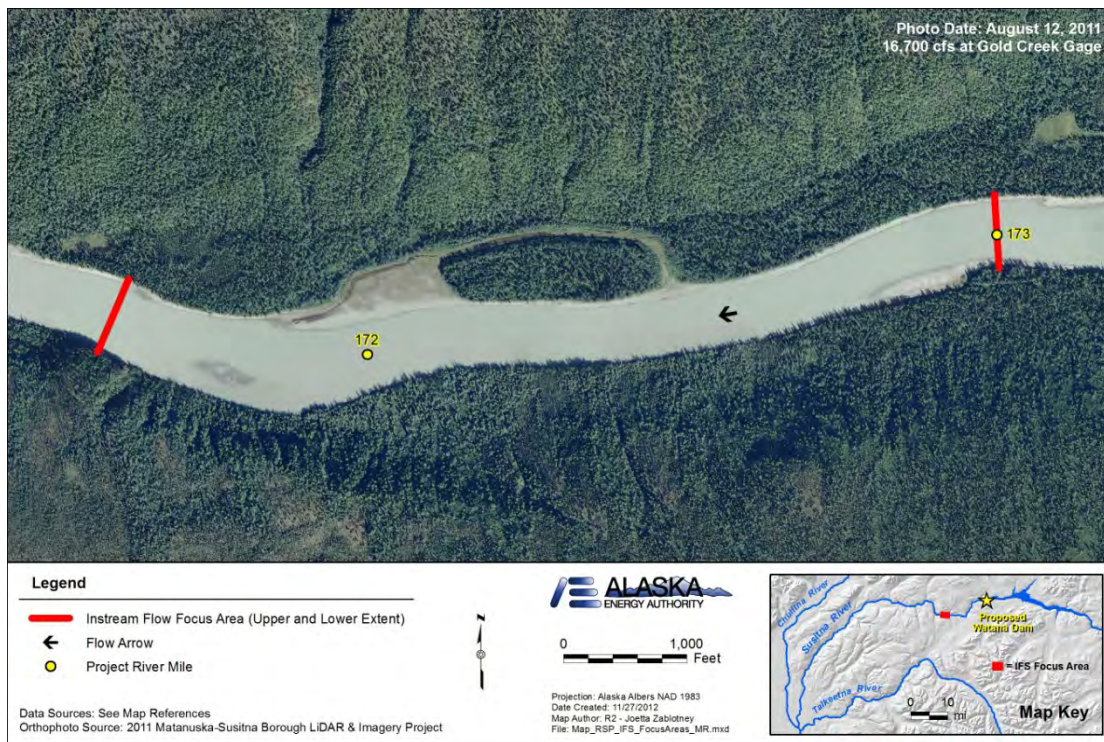 Photo Date: August 12, 2011
16,700 cfs at Gold Creek Gage
173
172
Legend
Instream Flow Focus Area (Upper and Lower Extent)
Flow Arrow
Project River Mile
Data Sources: See Map References
Orthophoto Source: 2011 Matanuska-Susitna Borough LiDAR & Imagery Project
N
ALASKA
ENERGY AUTHORITY
0 1,000
Feet
Projection: Alaska Albers NAD 1983
Date Created: 11/27/2012
Map Author: R2 - Joetta Zablotney
File: Map_RSP_IFS_FocusAreas_MR.mxd
Chulitna River
Susitna River
Talkeetna River
Proposed
Watana Dam
= IFS Focus Area
0 10
mi
Map Key